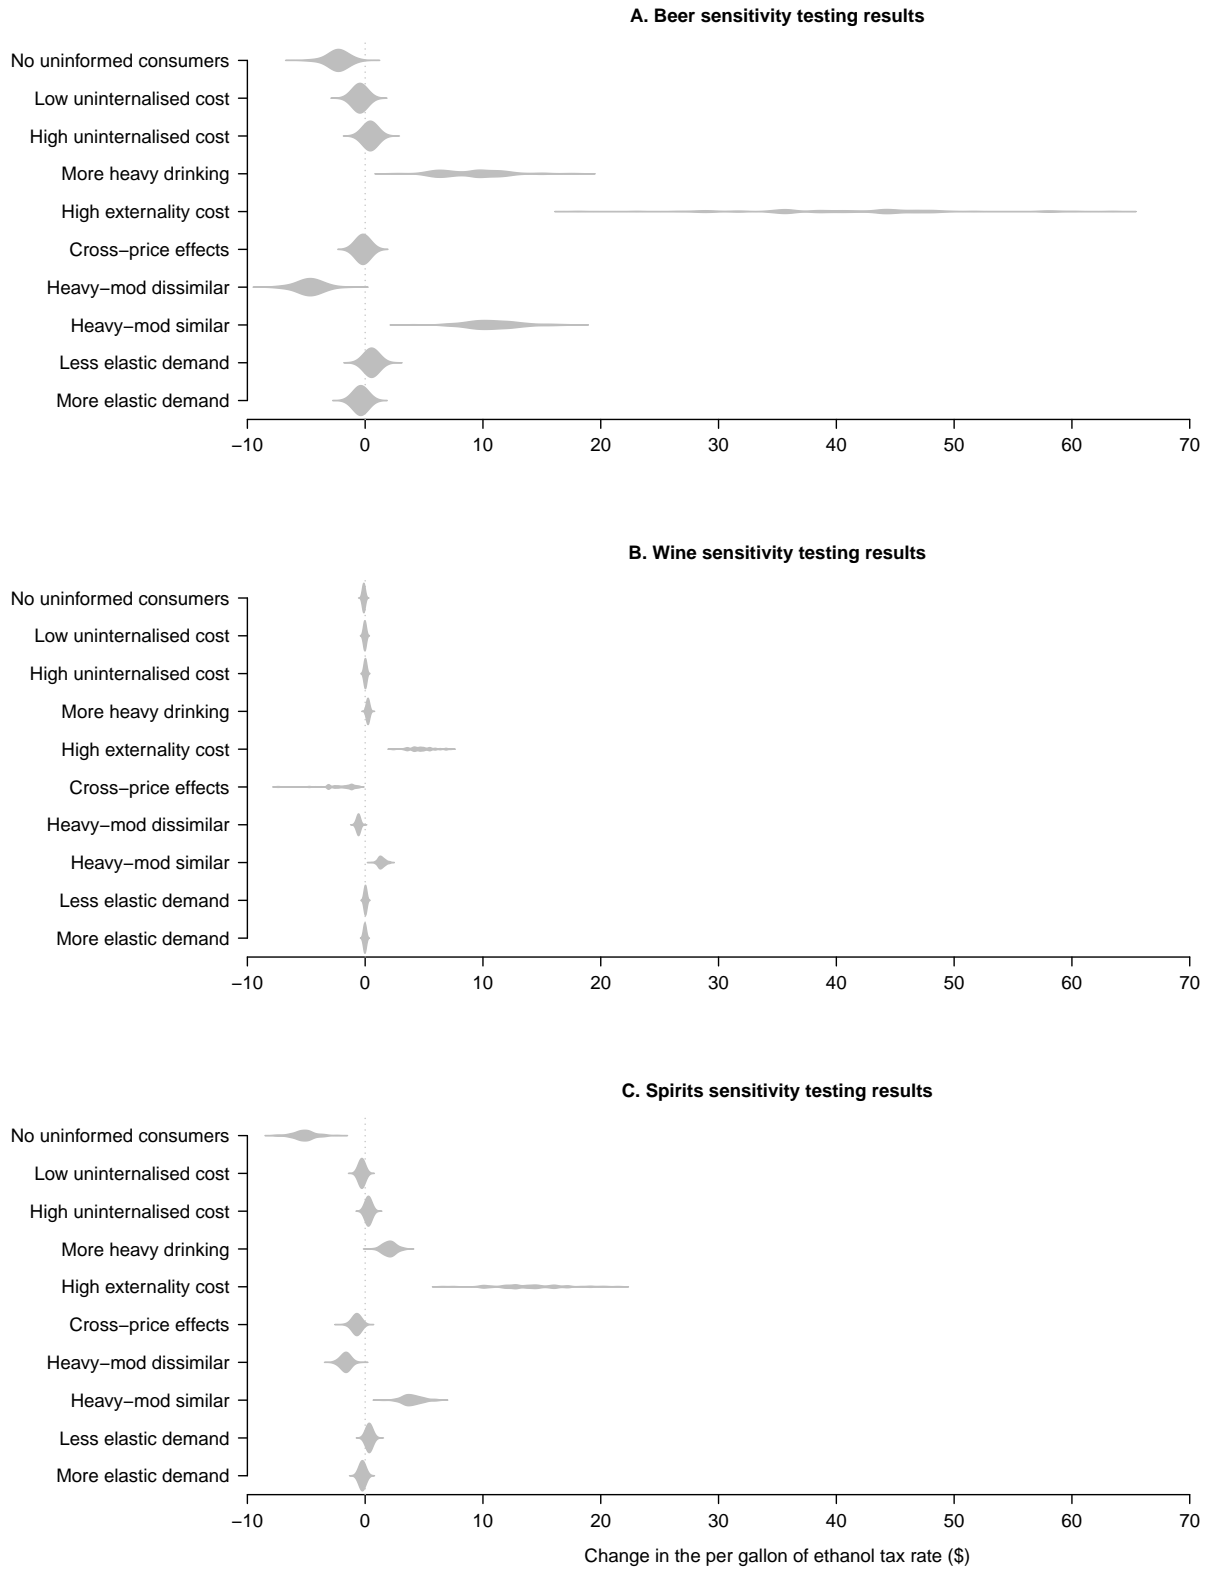 A. Beer sensitivity testing results
No uninformed consumers
Low uninternalised cost
High uninternalised cost
More heavy drinking
High externality cost
Cross−price effects
Heavy−mod dissimilar
Heavy−mod similar
Less elastic demand
More elastic demand
−10 0 10 20 30 40 50 60 70
B. Wine sensitivity testing results
No uninformed consumers
Low uninternalised cost
High uninternalised cost
More heavy drinking
High externality cost
Cross−price effects
Heavy−mod dissimilar
Heavy−mod similar
Less elastic demand
More elastic demand
−10 0 10 20 30 40 50 60 70
C. Spirits sensitivity testing results
No uninformed consumers
Low uninternalised cost
High uninternalised cost
More heavy drinking
High externality cost
Cross−price effects
Heavy−mod dissimilar
Heavy−mod similar
Less elastic demand
More elastic demand
−10 0 10 20 30 40 50 60 70
Change in the per gallon of ethanol tax rate ($)